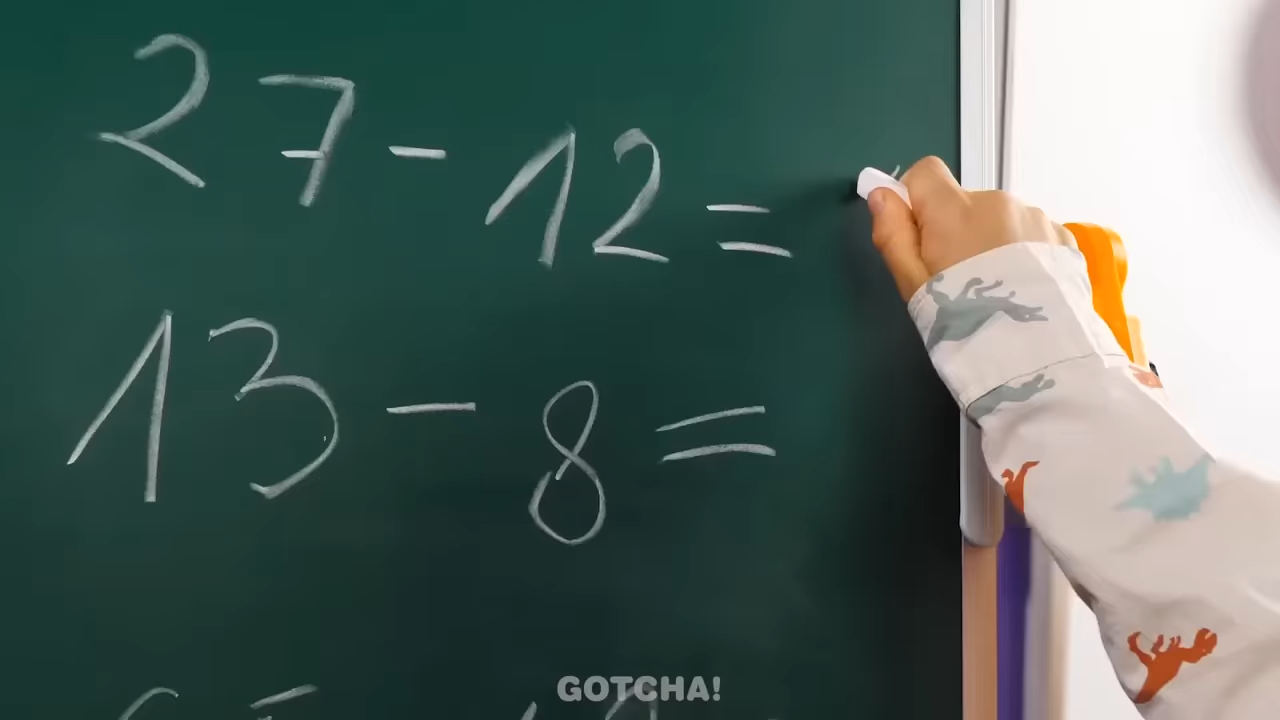 27 - 12 =
13 - 8 =
GOTCHA!